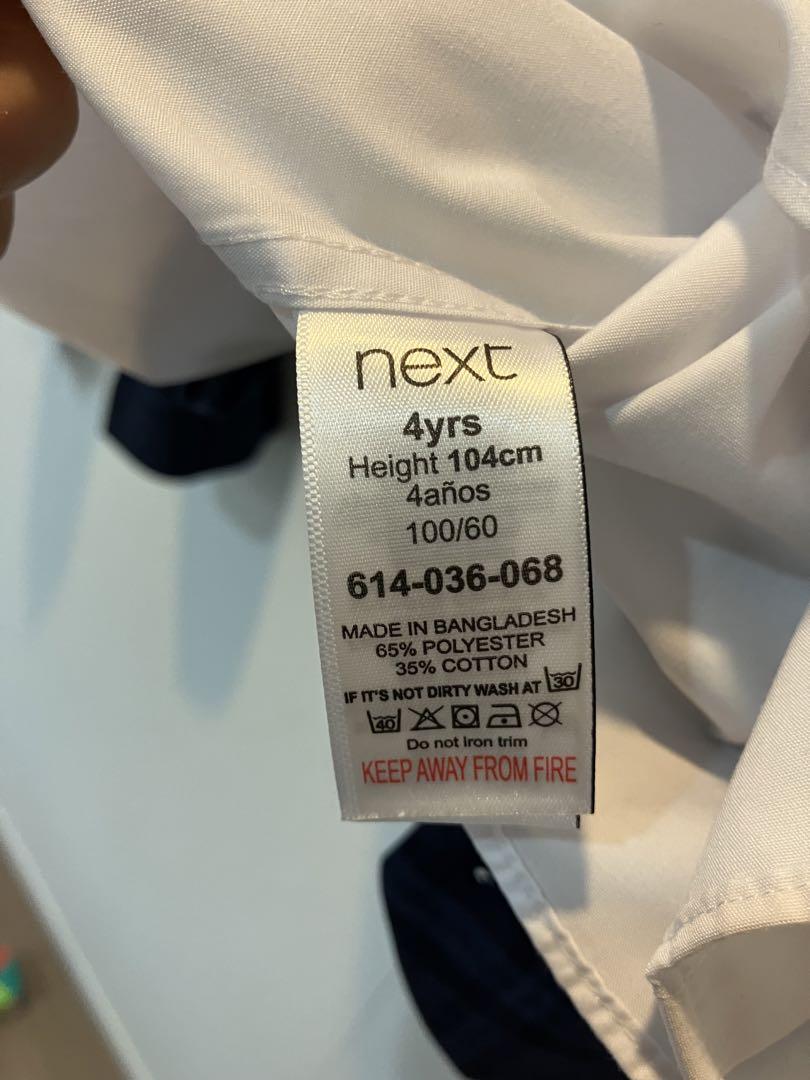 next
4yrs
Height 104cm
4años
100/60
614-036-068
MADE IN BANGLADESH
65% POLYESTER
35% COTTON
IF IT'S NOT DIRTY WASH AT 30
40
Do not iron trim
KEEP AWAY FROM FIRE